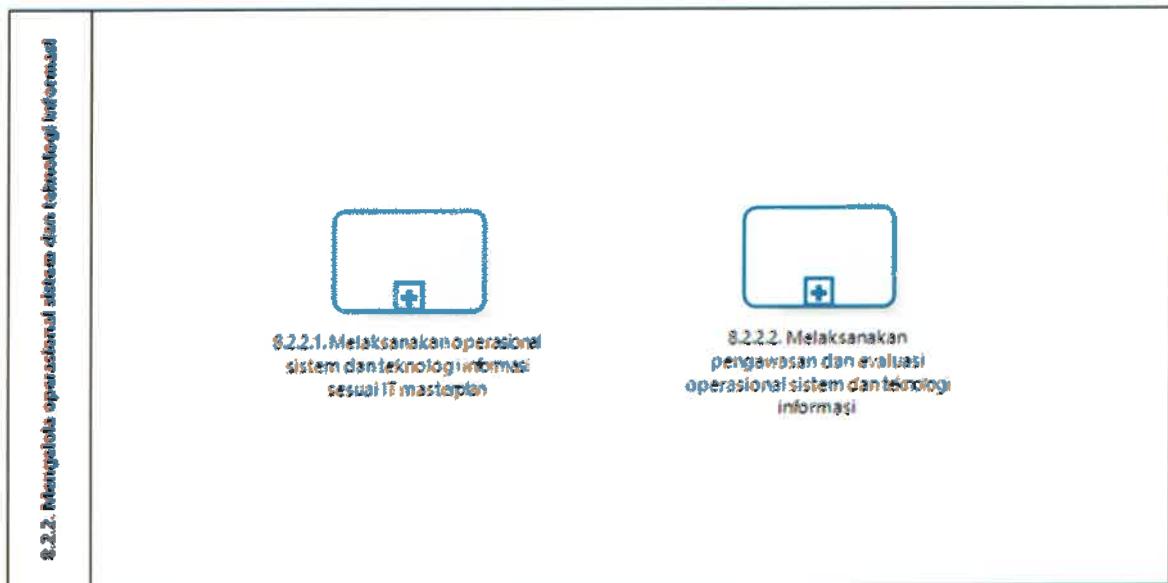 8.2.2. Mengelola operasional sistem dan teknologi informasi
8.2.2.1. Melaksanakan operasional
sistem dan teknologi informasi
sesuai IT masterplan
8.2.2.2. Melaksanakan
pengawasan dan evaluasi
operasional sistem dan teknologi
informasi